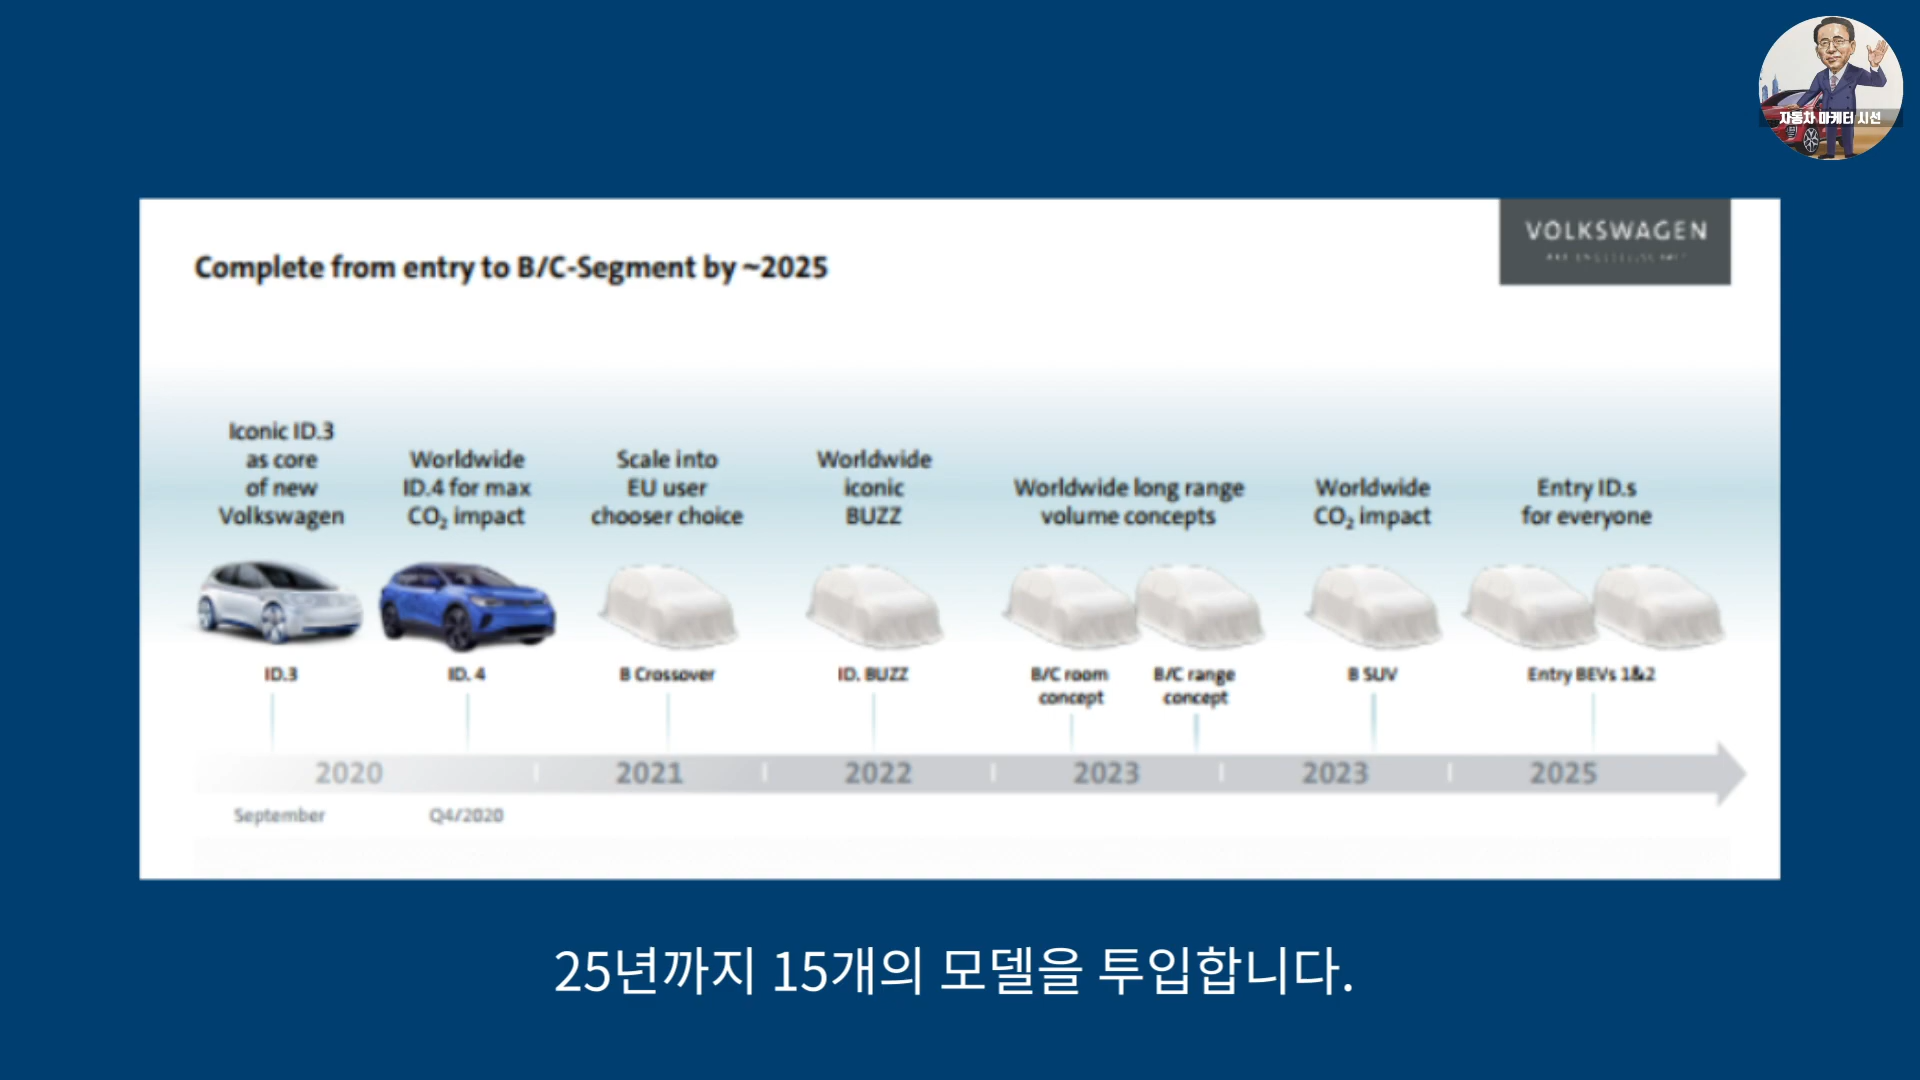 자동차 마케터 시선
VOLKSWAGEN
Complete from entry to B/C-Segment by ~2025
Iconic ID.3
as core
of new
Volkswagen
Worldwide
ID.4 for max
CO₂ impact
Scale into
EU user
chooser choice
Worldwide
iconic
BUZZ
Worldwide long range
volume concepts
Worldwide
CO₂ impact
Entry ID.s
for everyone
ID.3
ID. 4
B Crossover
ID. BUZZ
B/C room
concept
B/C range
concept
B SUV
Entry BEVs 1&2
2020
2021
2022
2023
2023
2025
September
Q4/2020
25년까지 15개의 모델을 투입합니다.